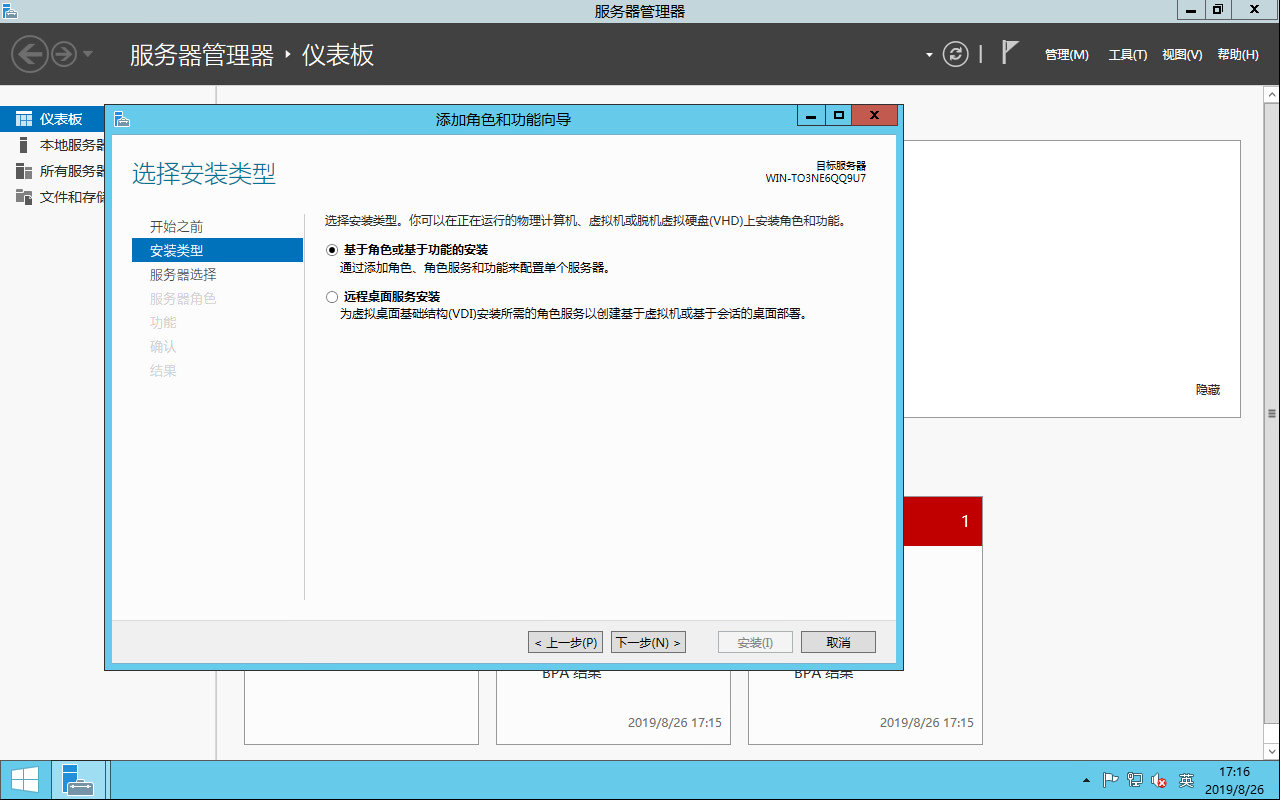 服务器管理器
服务器管理器 · 仪表板
管理(M) 工具(T) 视图(V) 帮助(H)
仪表板
本地服务器
所有服务器
文件和存储
添加角色和功能向导
选择安装类型
目标服务器
WIN-TO3NE6QQ9U7
开始之前
安装类型
服务器选择
服务器角色
功能
确认
结果
选择安装类型。你可以在正在运行的物理计算机、虚拟机或脱机虚拟硬盘(VHD)上安装角色和功能。
基于角色或基于功能的安装
通过添加角色、角色服务和功能来配置单个服务器。
远程桌面服务安装
为虚拟桌面基础结构(VDI)安装所需的角色服务以创建基于虚拟机或基于会话的桌面部署。
< 上一步(P) 下一步(N) > 安装(I) 取消
隐藏
1
BPA 结果
2019/8/26 17:15
BPA 结果
2019/8/26 17:15
英
17:16
2019/8/26